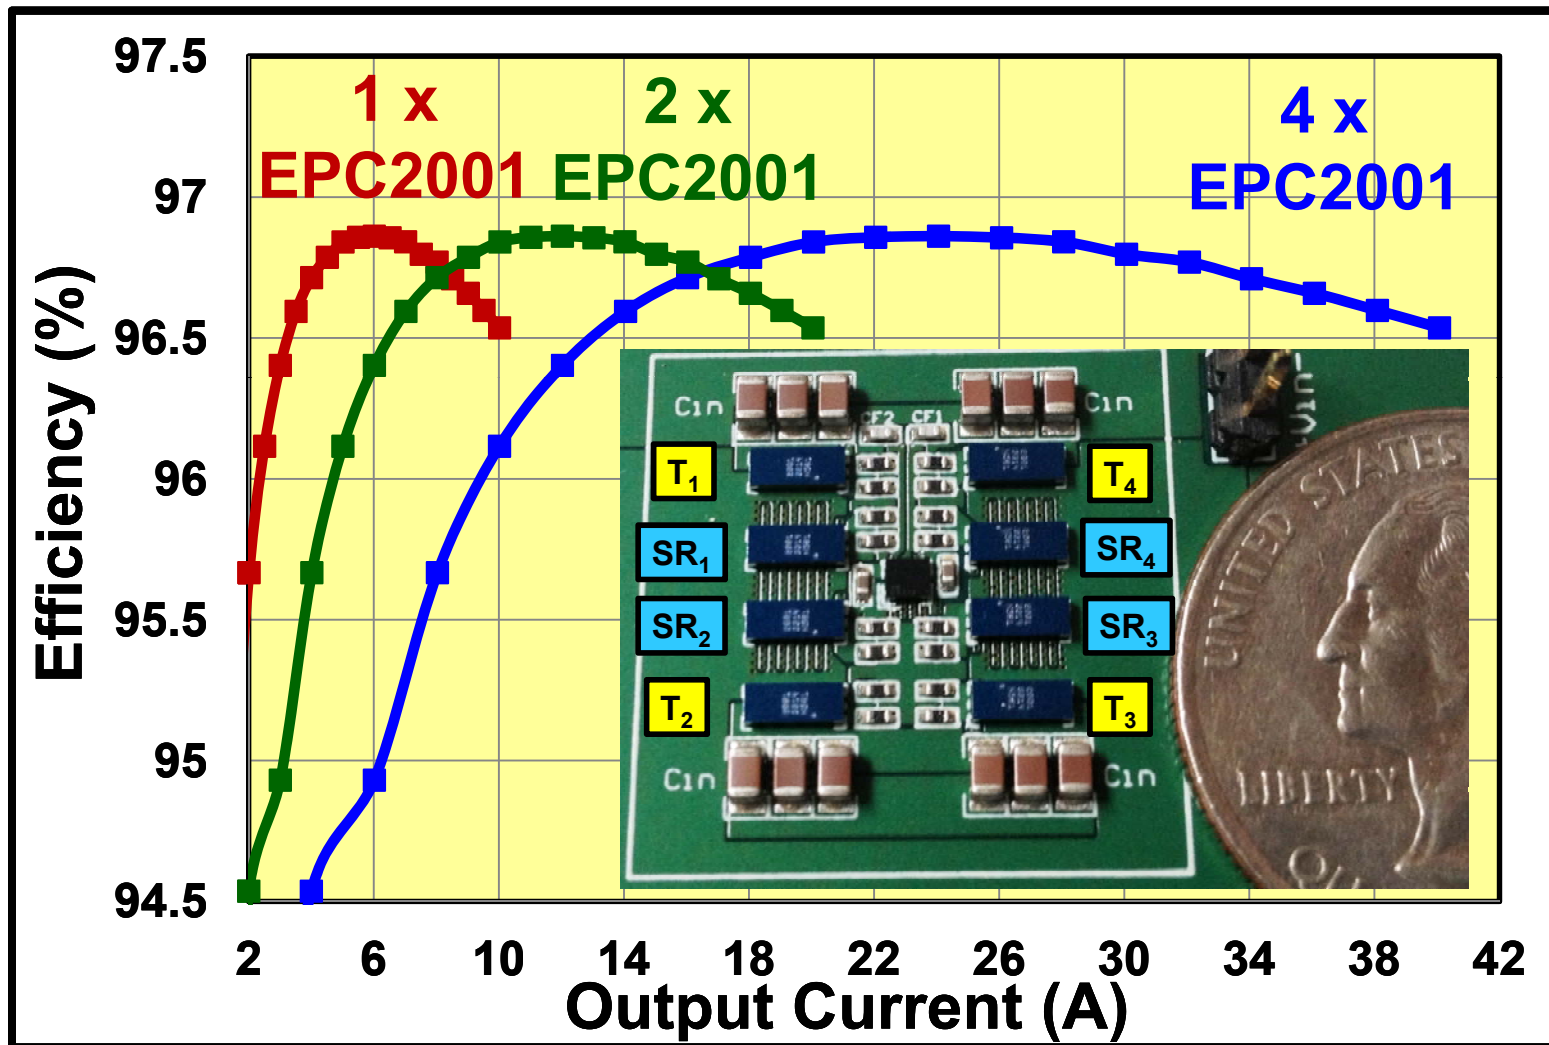 97.5
97
96.5
96
95.5
95
94.5
Efficiency (%)
1 x
EPC2001
2 x
EPC2001
4 x
EPC2001
Cin
Cin
CF2
CF1
T1
T4
SR1
SR4
SR2
SR3
T2
T3
Cin
Cin
Vin
UNITED STATES
LIBERTY
2
6
10
14
18
22
26
30
34
38
42
Output Current (A)